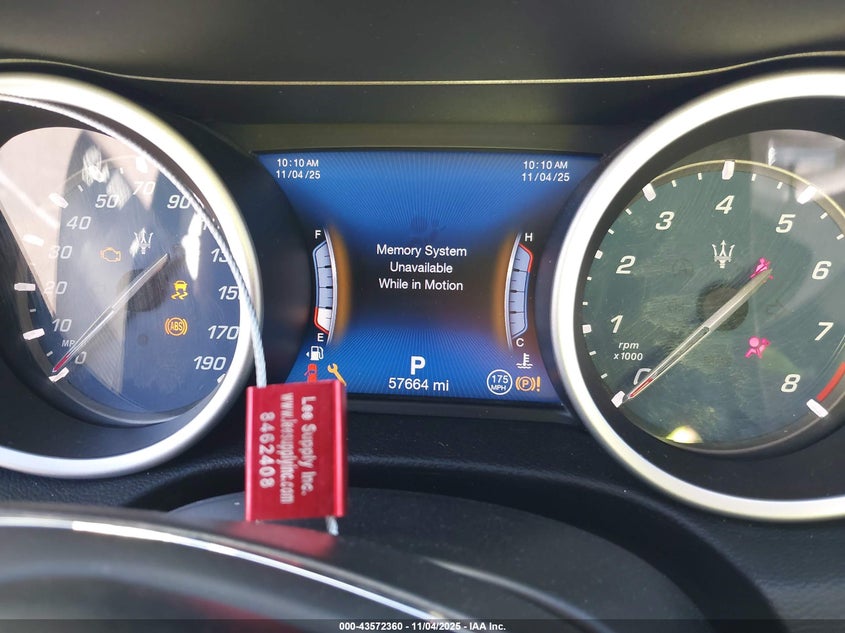 10:10 AM
11/04/25
10:10 AM
11/04/25
Memory System
Unavailable
While in Motion
F
E
H
C
P
57664 mi
175
MPH
(P)!
0
10
20
30
40
50
70
90
150
170
190
ABS
1
2
3
4
5
6
7
8
rpm
x1000
Lee Supply Inc.
www.leesupplyinc.com
8462408
000-43572360 - 11/04/2025 - IAA Inc.